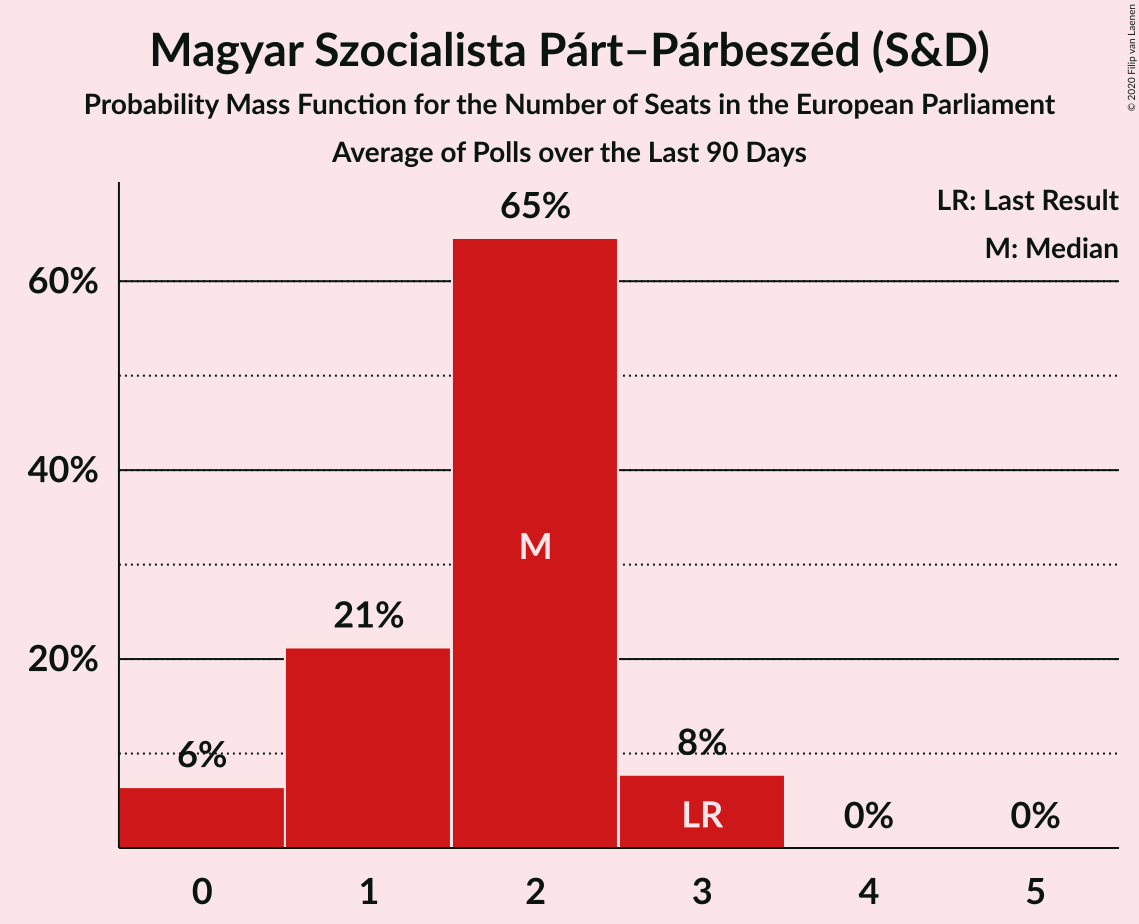 Magyar Szocialista Párt–Párbeszéd (S&D)
Probability Mass Function for the Number of Seats in the European Parliament
Average of Polls over the Last 90 Days
© 2020 Filip van Laenen
LR: Last Result
M: Median
65%
60%
40%
M
21%
20%
6%
8%
LR
0%
0%
0 1 2 3 4 5